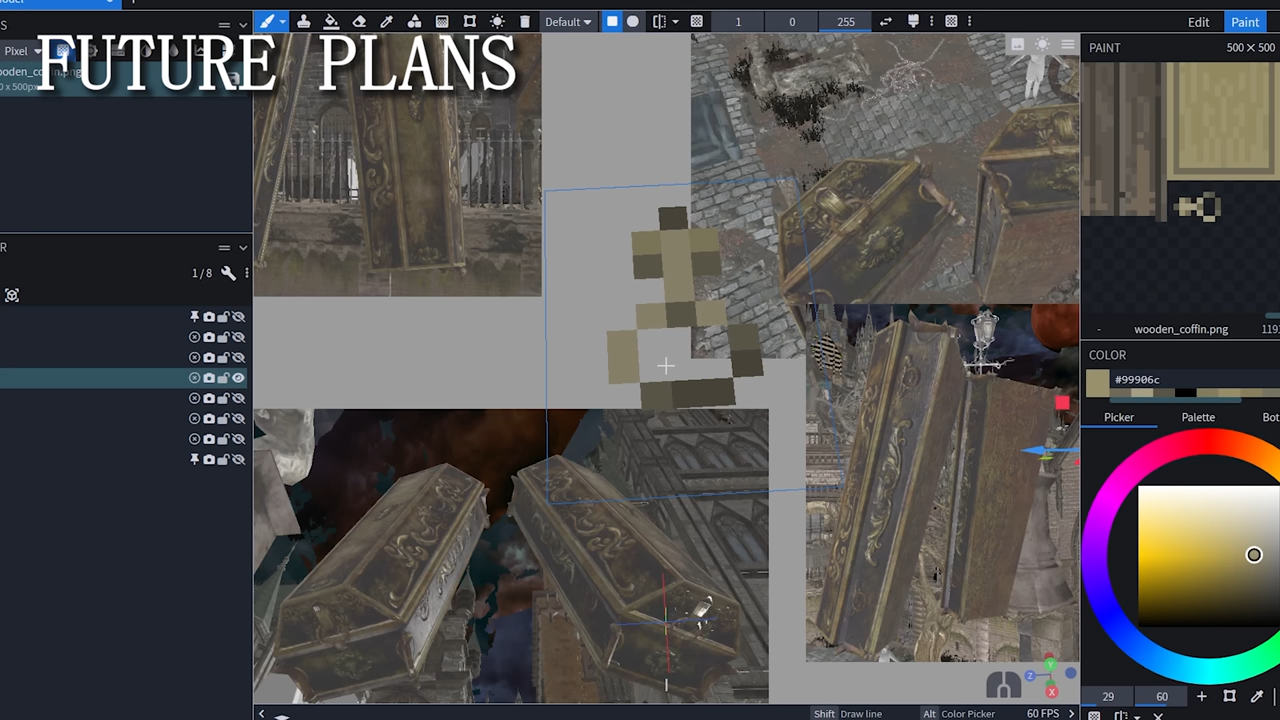 Default
1
0
255
Edit
Paint
Pixel
FUTURE PLANS
PAINT
500 × 500
1/8
-
wooden_coffin.png
COLOR
#99906c
Picker
Palette
29
60
Shift
Draw line
Alt
Color Picker
60 FPS